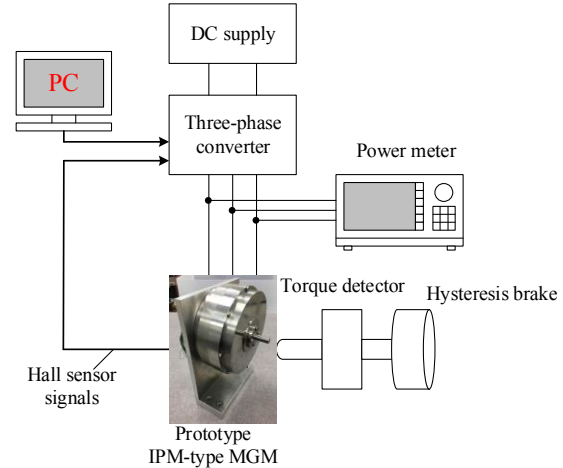 DC supply
PC
Three-phase
converter
Power meter
Torque detector
Hysteresis brake
Hall sensor
signals
Prototype
IPM-type MGM